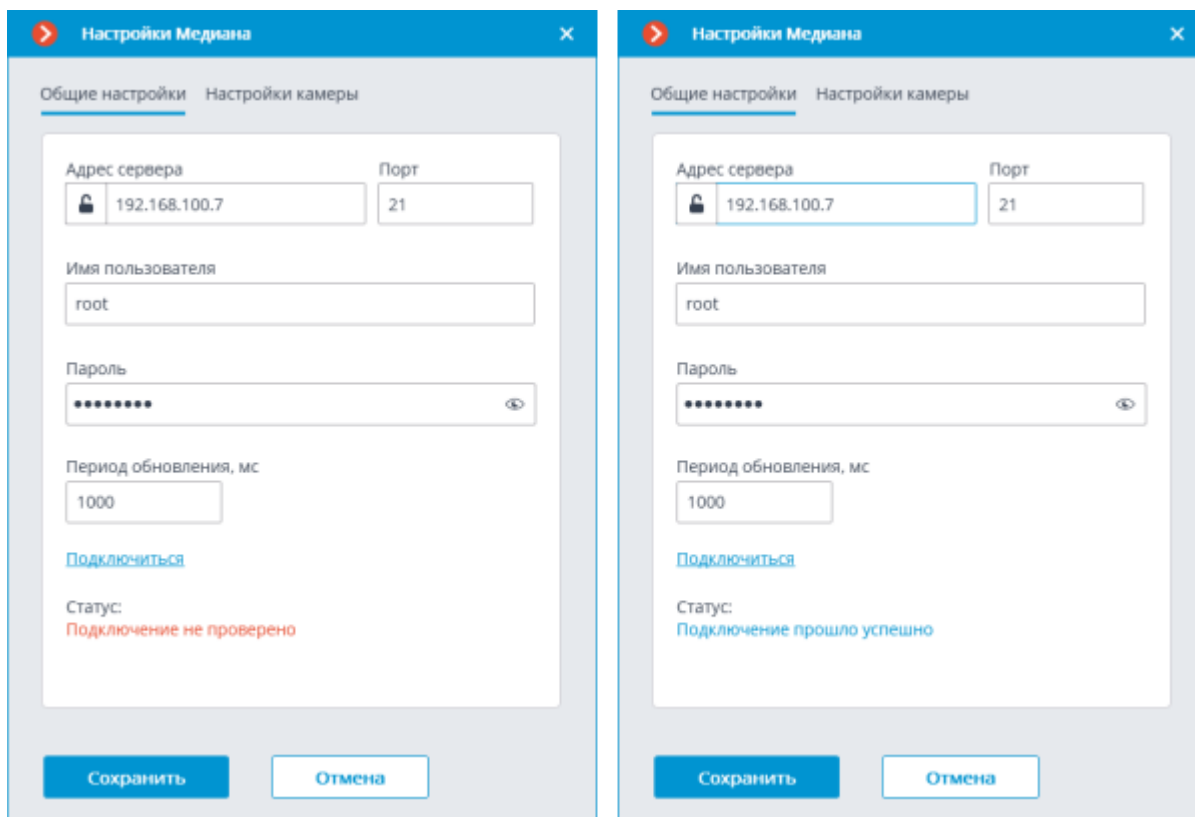 Настройки Медиана
Общие настройки Настройки камеры
Адрес сервера Порт
192.168.100.7 21
Имя пользователя
root
Пароль
••••••••
Период обновления, мс
1000
Подключиться
Статус:
Подключение не проверено
Сохранить Отмена
Настройки Медиана
Общие настройки Настройки камеры
Адрес сервера Порт
192.168.100.7 21
Имя пользователя
root
Пароль
••••••••
Период обновления, мс
1000
Подключиться
Статус:
Подключение прошло успешно
Сохранить Отмена